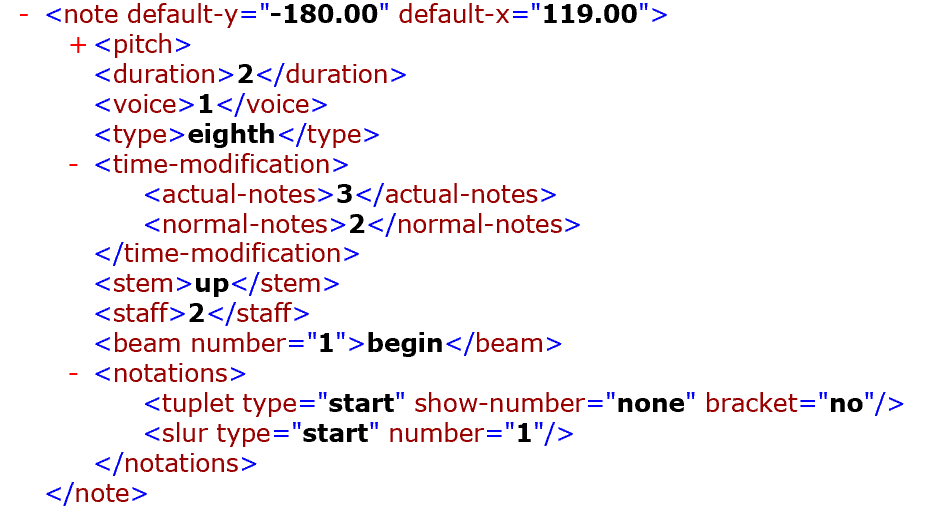 - <note default-y="-180.00" default-x="119.00">
+ <pitch>
<duration>2</duration>
<voice>1</voice>
<type>eighth</type>
- <time-modification>
<actual-notes>3</actual-notes>
<normal-notes>2</normal-notes>
</time-modification>
<stem>up</stem>
<staff>2</staff>
<beam number="1">begin</beam>
- <notations>
<tuplet type="start" show-number="none" bracket="no"/>
<slur type="start" number="1"/>
</notations>
</note>